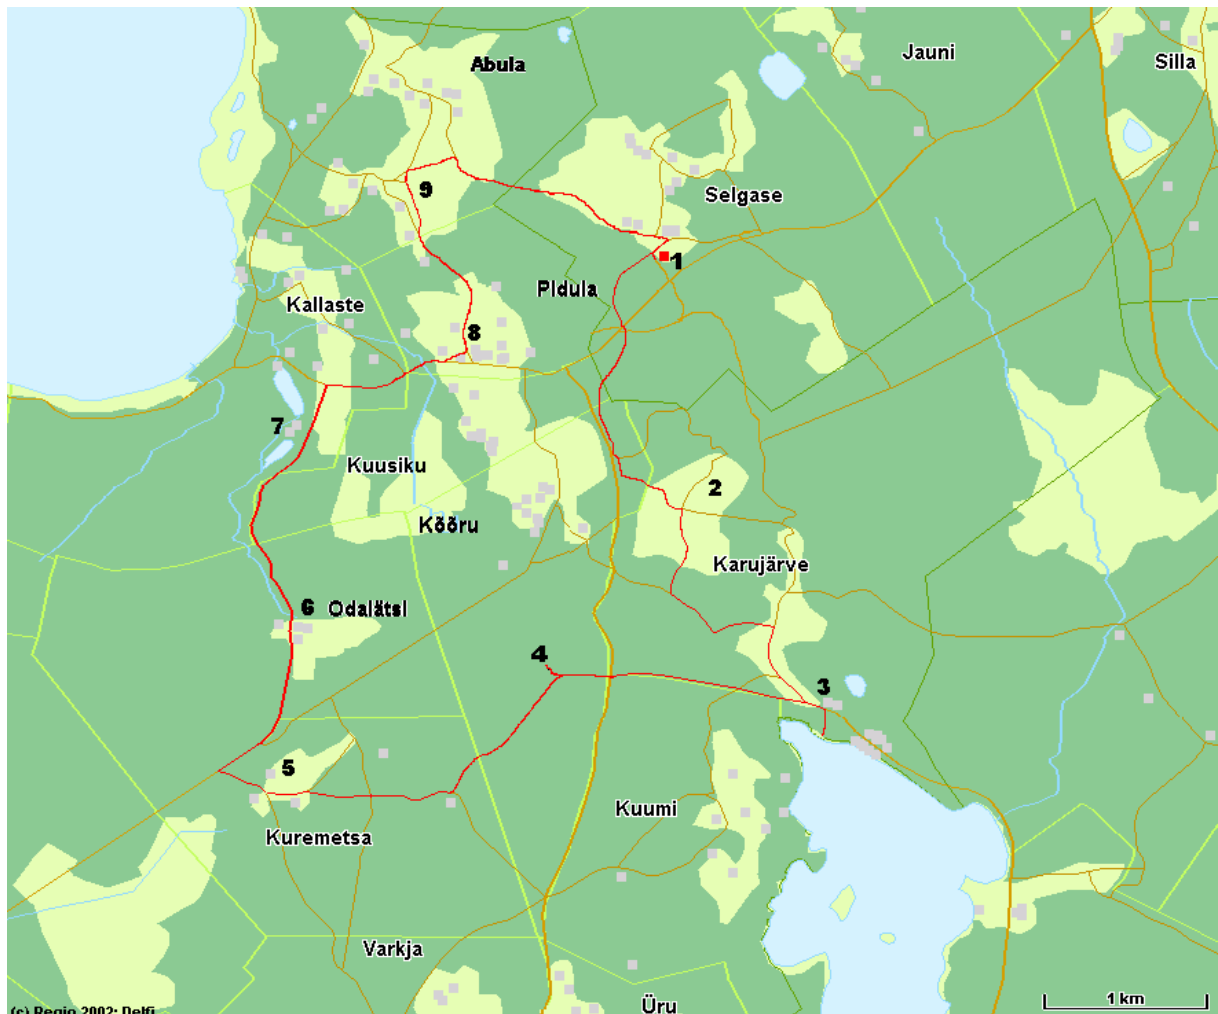 Jauni
Abula
Silla
9
Selgase
1
Pidula
Kallaste
8
7
Kuusiku
2
Kõõru
Karujärve
6
Odalätsi
4
3
5
Kuumi
Kuremetsa
Varkja
1 km
Üru
(c) Regio 2002; Delfi